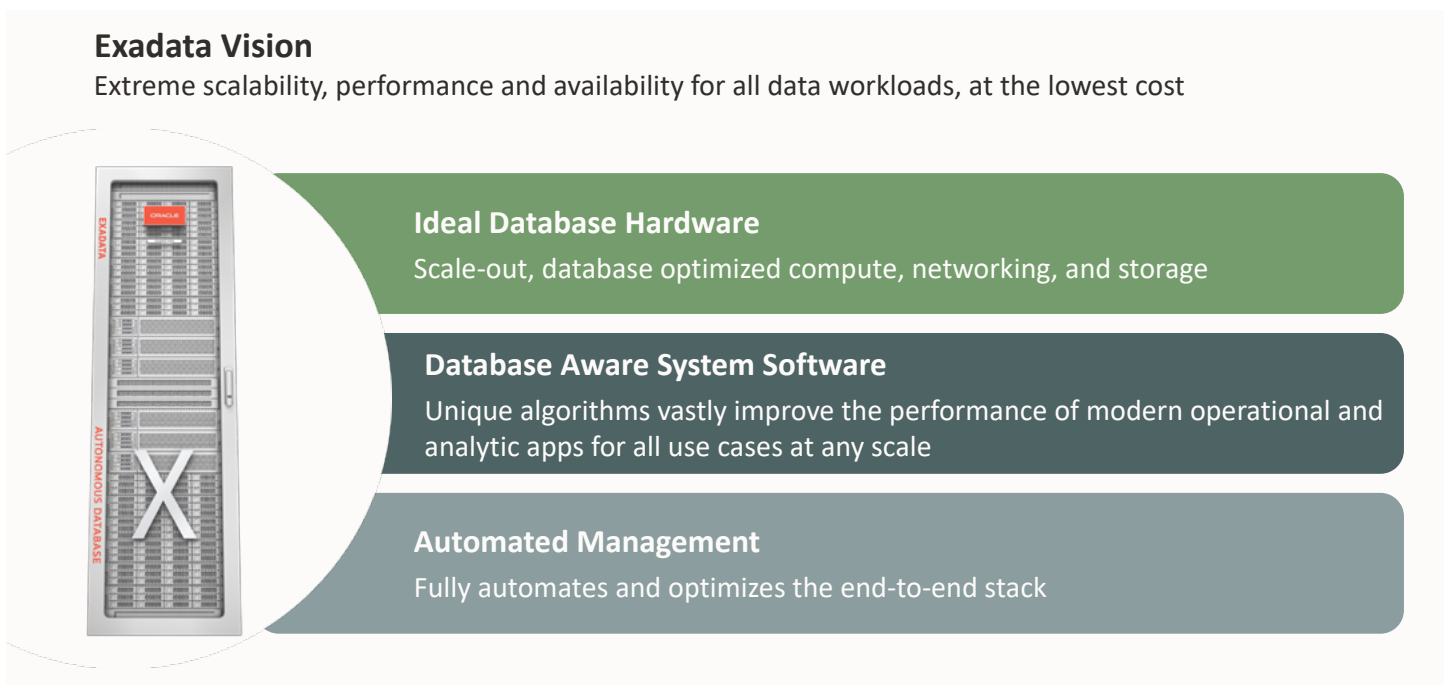 Exadata Vision
Extreme scalability, performance and availability for all data workloads, at the lowest cost
ORACLE
EXADATA
AUTONOMOUS DATABASE
X
Ideal Database Hardware
Scale-out, database optimized compute, networking, and storage
Database Aware System Software
Unique algorithms vastly improve the performance of modern operational and
analytic apps for all use cases at any scale
Automated Management
Fully automates and optimizes the end-to-end stack